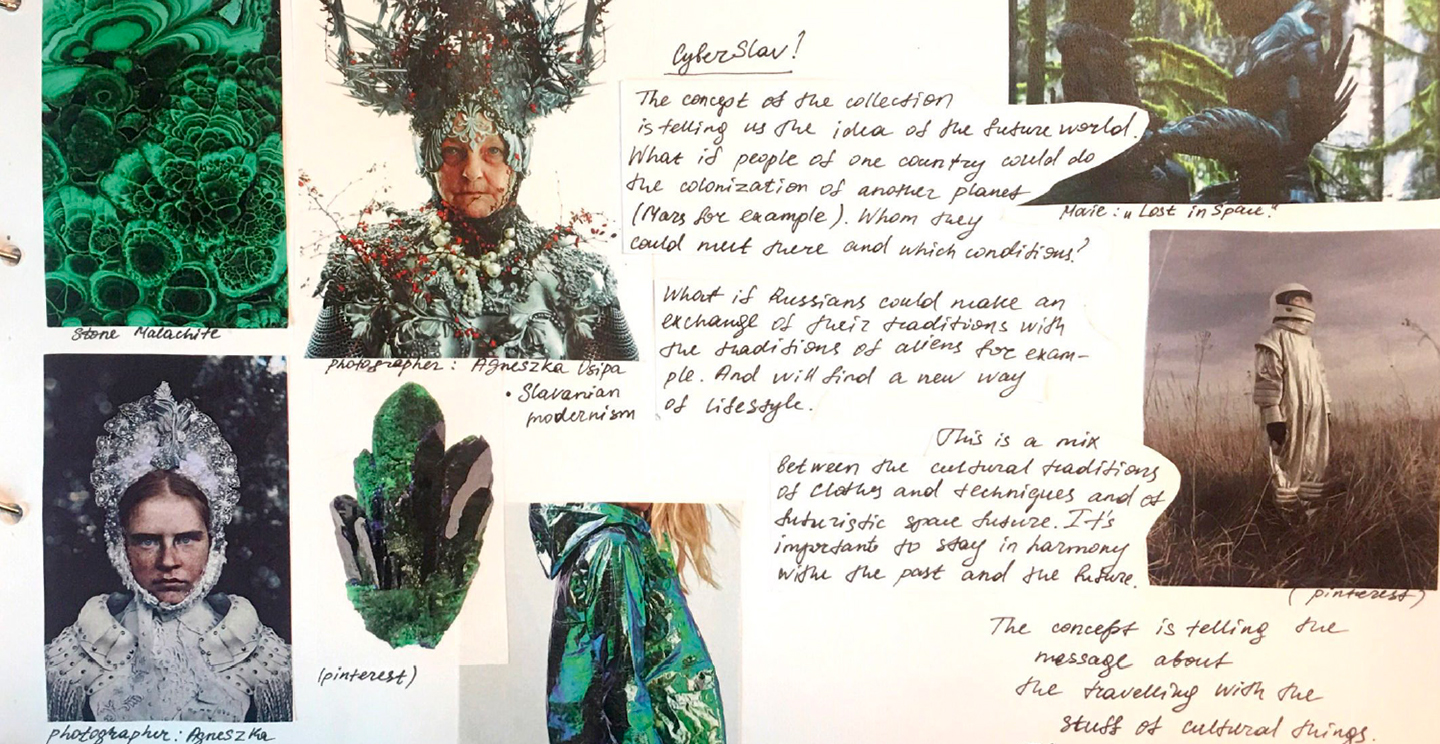 CyberSlav!
The concept of the collection
is telling us the idea of the future world.
What if people of one country could do
the colonization of another planet
(Mars for example). Whom they
could meet there and which conditions?
Movie: "Lost in Space."
What if Russians could make an
exchange of their traditions with
the traditions of aliens for exam-
ple. And will find a new way
of lifestyle.
This is a mix
between the cultural traditions
of clothes and techniques and of
futuristic space future. It's
important to stay in harmony
with the past and the future.
(pinterest)
The concept is telling the
message about
the travelling with the
stuff of cultural things.
Stone Malachite
photographer: Agneszka Osipa
• Slavanian
modernism
(pinterest)
photographer: Agneszka